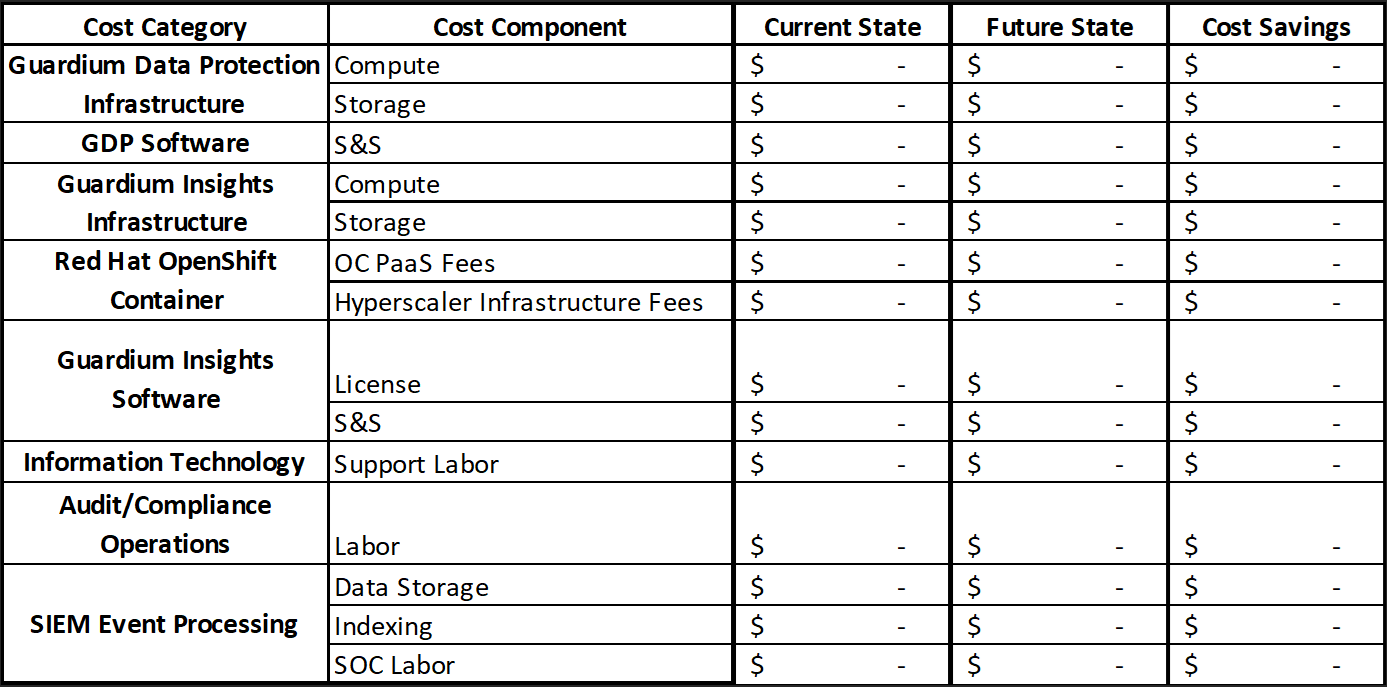 Cost Category Cost Component Current State Future State Cost Savings
Guardium Data Protection Infrastructure Compute $ - $ - $ -
Storage $ - $ - $ -
GDP Software S&S $ - $ - $ -
Guardium Insights Infrastructure Compute $ - $ - $ -
Storage $ - $ - $ -
Red Hat OpenShift Container OC PaaS Fees $ - $ - $ -
Hyperscaler Infrastructure Fees $ - $ - $ -
Guardium Insights Software License $ - $ - $ -
S&S $ - $ - $ -
Information Technology Support Labor $ - $ - $ -
Audit/Compliance Operations Labor $ - $ - $ -
SIEM Event Processing Data Storage $ - $ - $ -
Indexing $ - $ - $ -
SOC Labor $ - $ - $ -